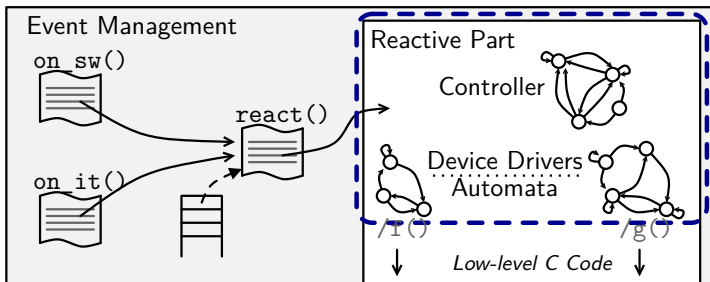 Event Management
Reactive Part
on_sw()
Controller
react()
Device Drivers
on_it()
Automata
/f()
/g()
Low-level C Code